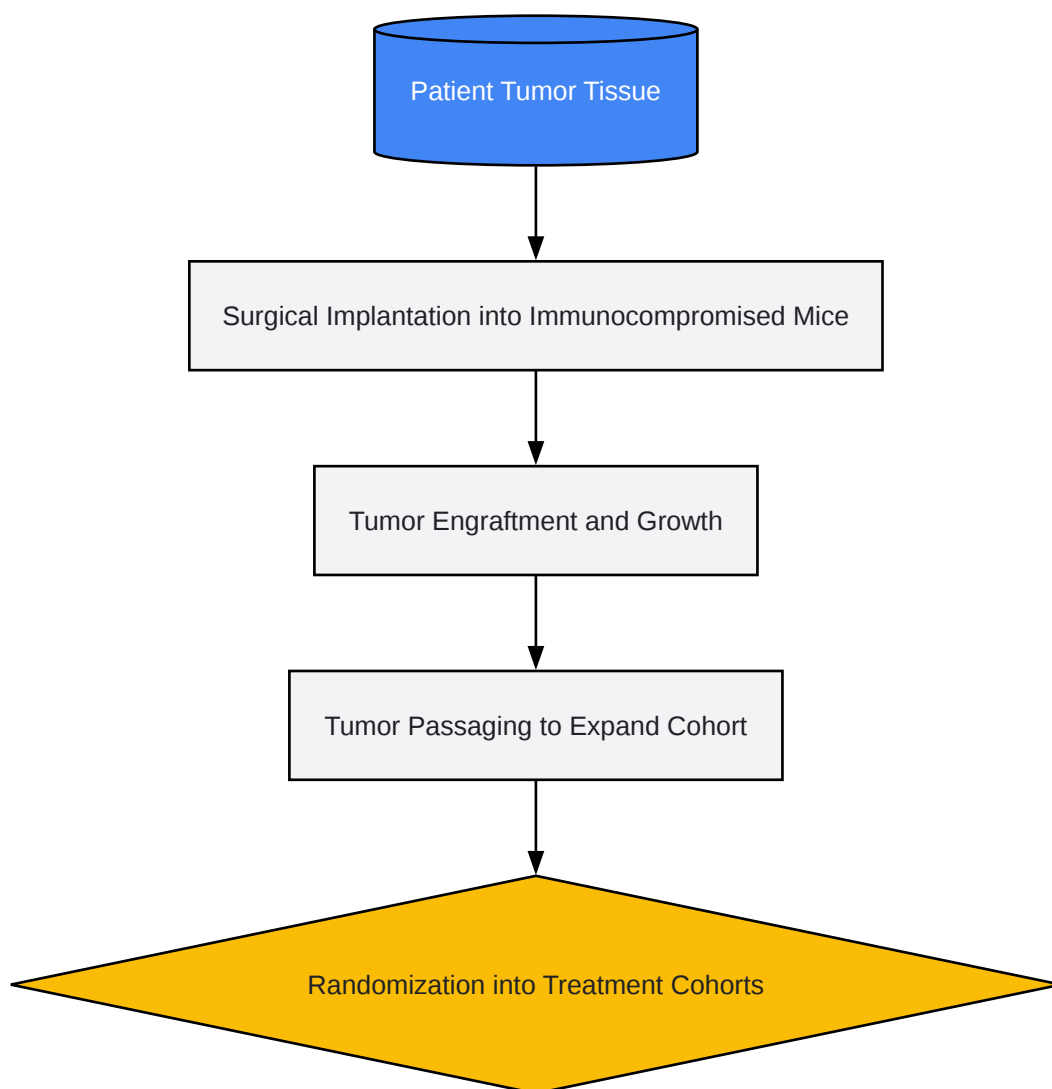 Patient Tumor Tissue
Surgical Implantation into Immunocompromised Mice
Tumor Engraftment and Growth
Tumor Passaging to Expand Cohort
Randomization into Treatment Cohorts